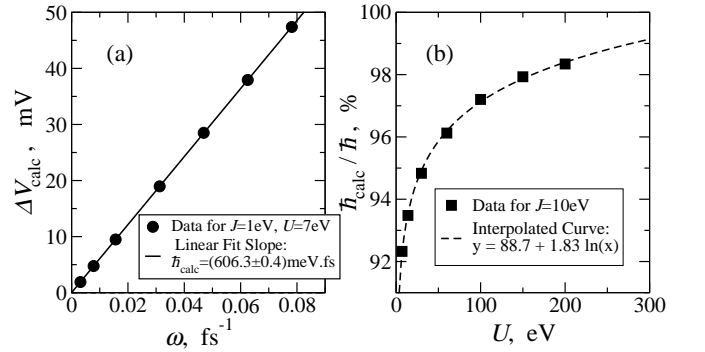 (a)
ΔV_calc , mV
50
40
30
20
10
0
Data for J=1eV, U=7eV
Linear Fit Slope:
ħ_calc=(606.3±0.4)meV.fs
0 0.02 0.04 0.06 0.08
ω, fs⁻¹
(b)
ħ_calc / ħ , %
100
98
96
94
92
Data for J=10eV
Interpolated Curve:
y = 88.7 + 1.83 ln(x)
0 100 200 300
U, eV